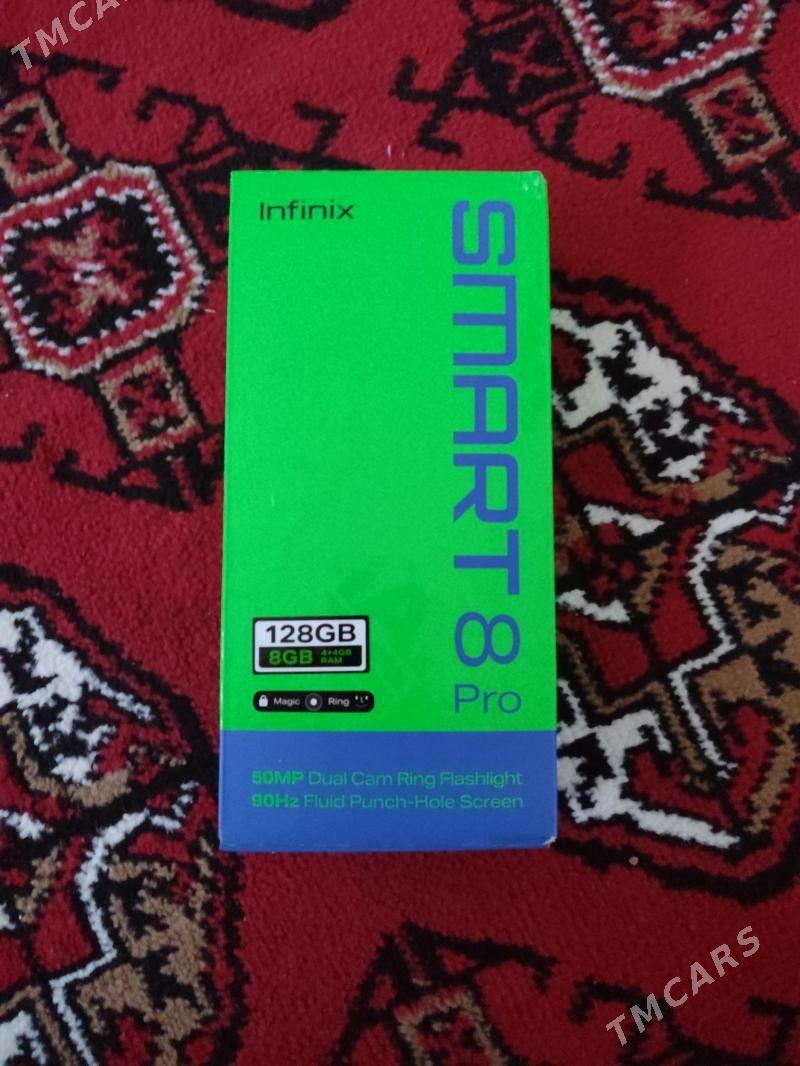 TMCARS
Infinix
SMART 8
Pro
128GB
8GB 4+4GB
RAM
Magic Ring
50MP Dual Cam Ring Flashlight
90Hz Fluid Punch-Hole Screen
TMCARS